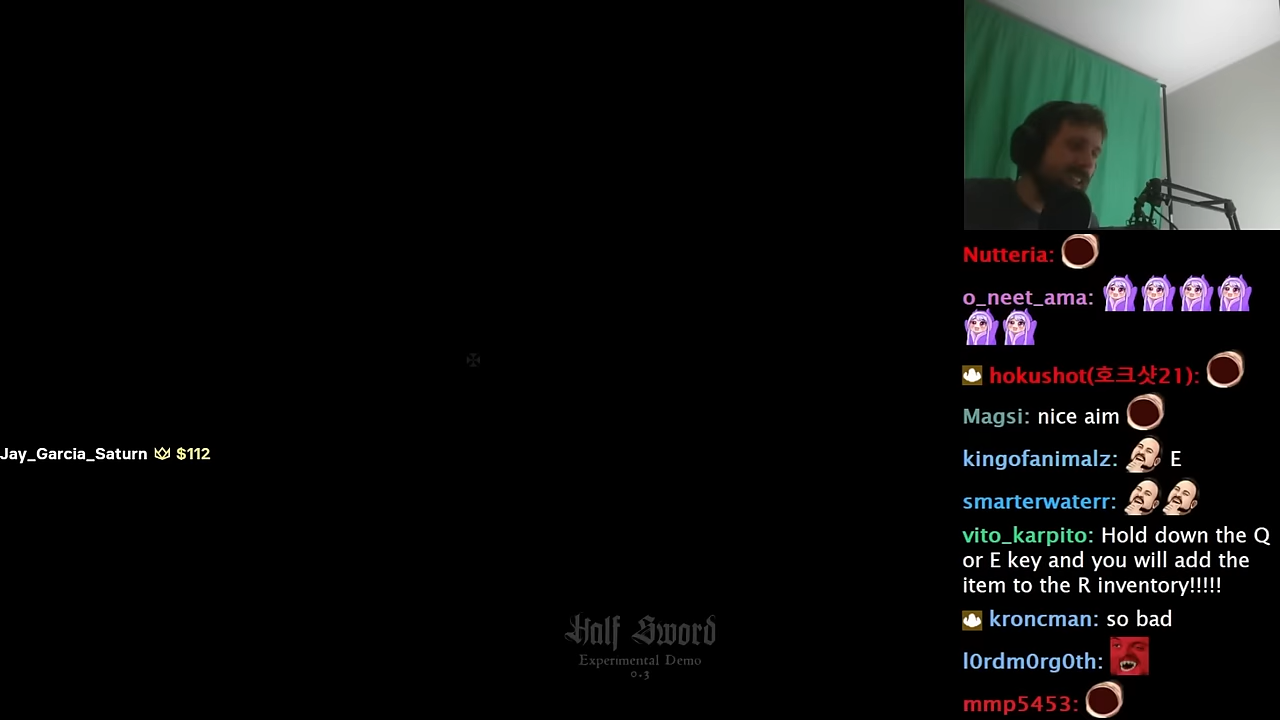 Nutteria:
o_neet_ama:
hokushot(호크샷21):
Magsi: nice aim
kingofanimalz: E
smarterwaterr:
vito_karpito: Hold down the Q
or E key and you will add the
item to the R inventory!!!!!
kroncman: so bad
l0rdm0rg0th:
mmp5453:
Jay_Garcia_Saturn $112
Half Sword
Experimental Demo
0.3